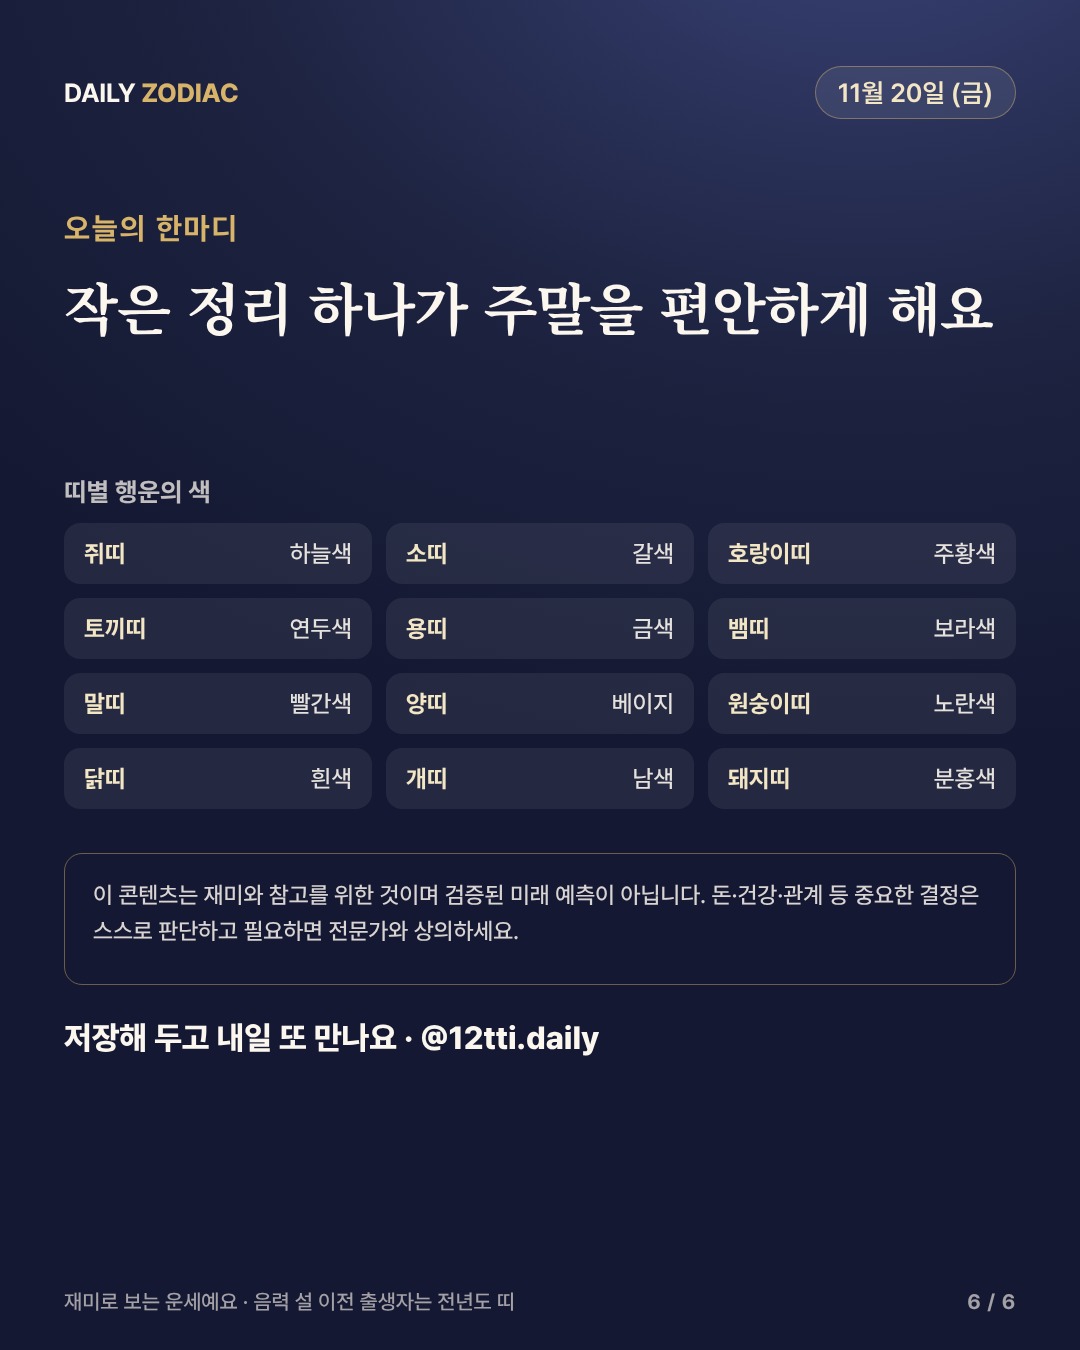 DAILY ZODIAC
11월 20일 (금)
오늘의 한마디
작은 정리 하나가 주말을 편안하게 해요
띠별 행운의 색
쥐띠 하늘색
소띠 갈색
호랑이띠 주황색
토끼띠 연두색
용띠 금색
뱀띠 보라색
말띠 빨간색
양띠 베이지
원숭이띠 노란색
닭띠 흰색
개띠 남색
돼지띠 분홍색
이 콘텐츠는 재미와 참고를 위한 것이며 검증된 미래 예측이 아닙니다. 돈·건강·관계 등 중요한 결정은
스스로 판단하고 필요하면 전문가와 상의하세요.
저장해 두고 내일 또 만나요 · @12tti.daily
재미로 보는 운세예요 · 음력 설 이전 출생자는 전년도 띠
6 / 6